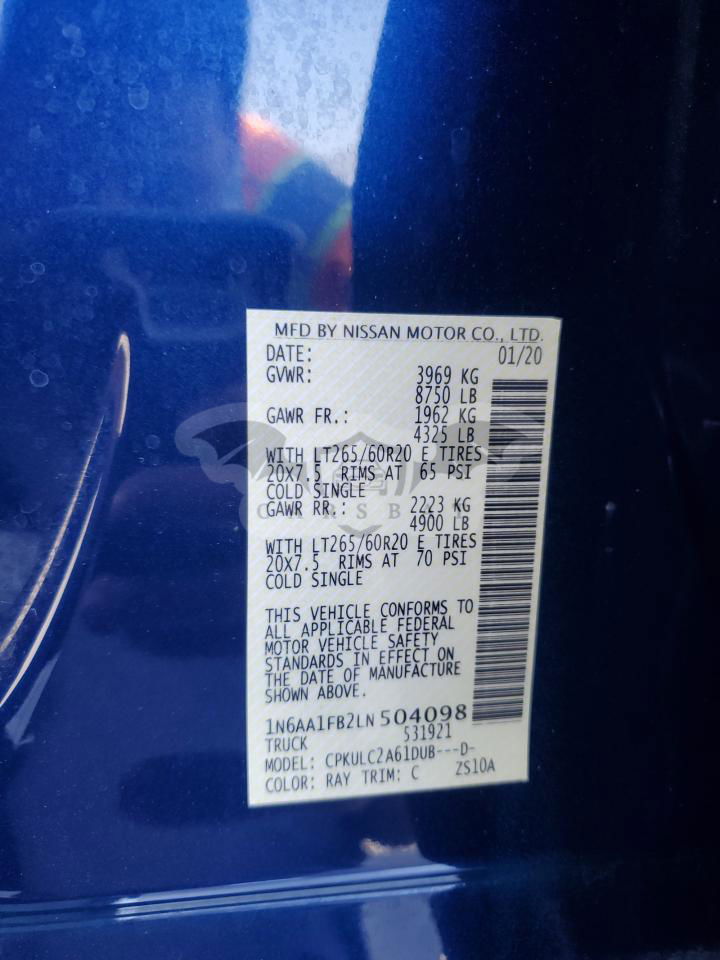 MFD BY NISSAN MOTOR CO., LTD.
DATE: 01/20
GVWR: 3969 KG
8750 LB
GAWR FR.: 1962 KG
4325 LB
WITH LT265/60R20 E TIRES
20X7.5 RIMS AT 65 PSI
COLD SINGLE
GAWR RR.: 2223 KG
4900 LB
WITH LT265/60R20 E TIRES
20X7.5 RIMS AT 70 PSI
COLD SINGLE
THIS VEHICLE CONFORMS TO
ALL APPLICABLE FEDERAL
MOTOR VEHICLE SAFETY
STANDARDS IN EFFECT ON
THE DATE OF MANUFACTURE
SHOWN ABOVE.
1N6AA1FB2LN504098
TRUCK 531921
MODEL: CPKULC2A61DUB---D-
COLOR: RAY TRIM: C ZS10A